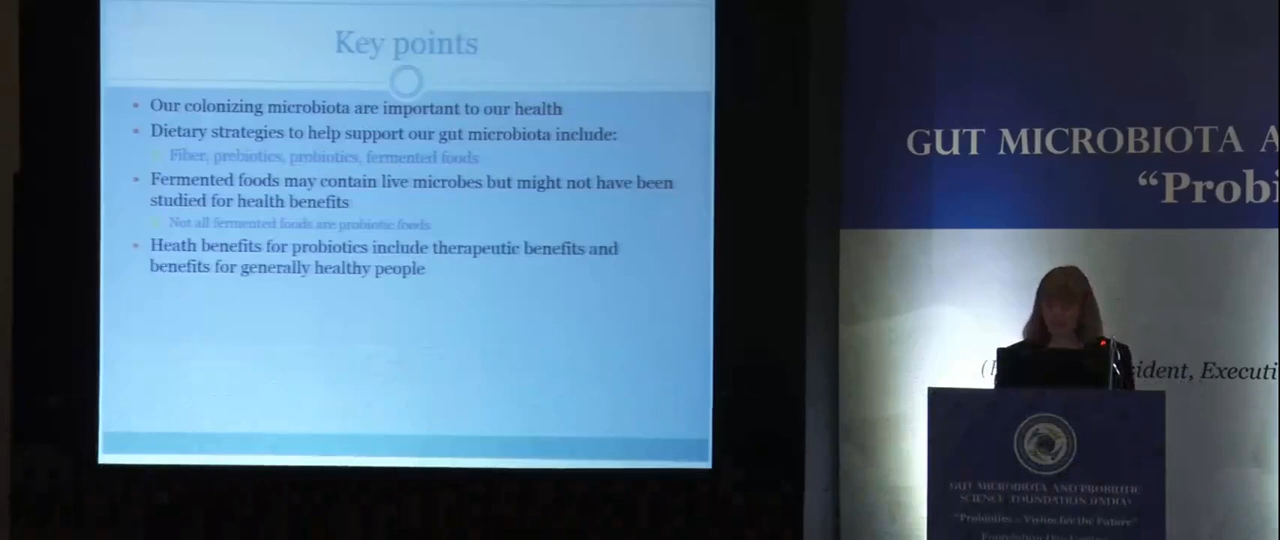 Key points
Our colonizing microbiota are important to our health
Dietary strategies to help support our gut microbiota include:
Fiber, prebiotics, probiotics, fermented foods
Fermented foods may contain live microbes but might not have been
studied for health benefits
Not all fermented foods are probiotic foods
Heath benefits for probiotics include therapeutic benefits and
benefits for generally healthy people
GUT MICROBIOTA A
“Probi
ident, Executi
GUT MICROBIOTA AND PROBIOTIC
SCIENCE FOUNDATION (INDIA)
"Probiotics - Vision for the Future"
Foundation